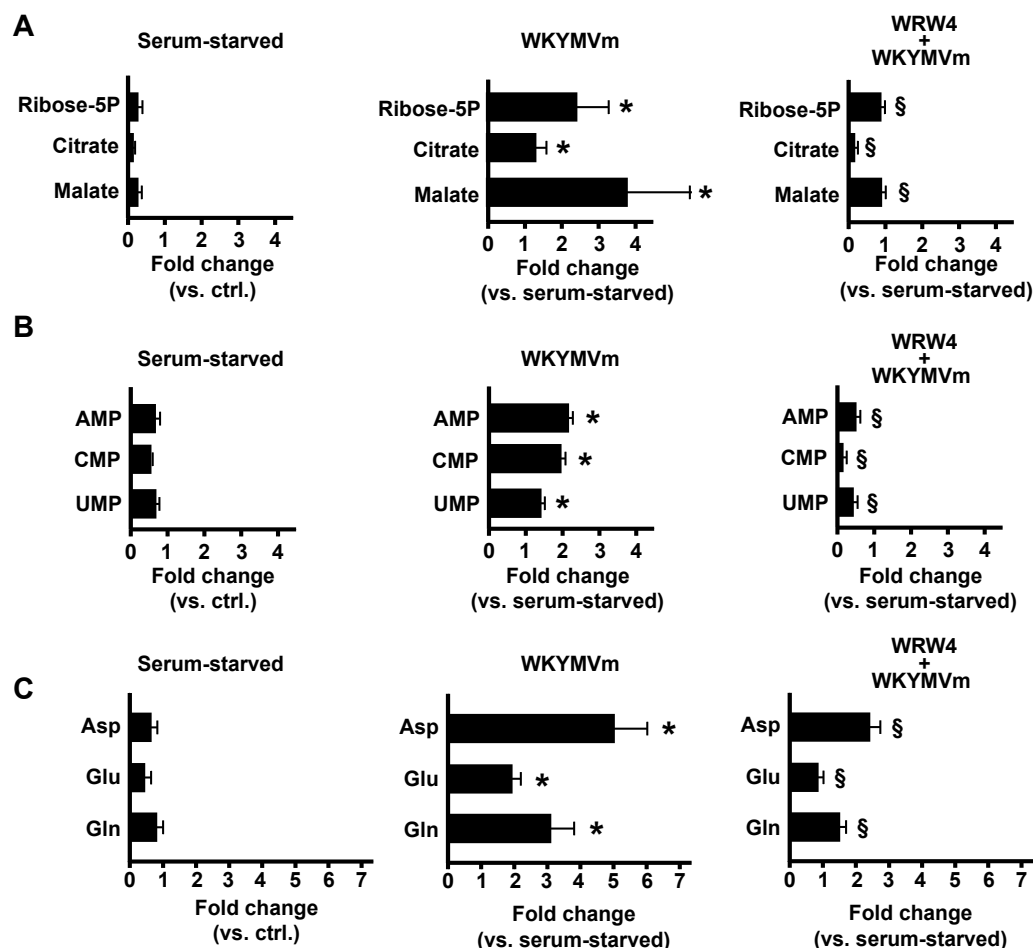 A
Serum-starved
Ribose-5P
Citrate
Malate
0 1 2 3 4
Fold change
(vs. ctrl.)
WKYMVm
Ribose-5P *
Citrate *
Malate *
0 1 2 3 4
Fold change
(vs. serum-starved)
WRW4
+
WKYMVm
Ribose-5P §
Citrate §
Malate §
0 1 2 3 4
Fold change
(vs. serum-starved)
B
Serum-starved
AMP
CMP
UMP
0 1 2 3 4
Fold change
(vs. ctrl.)
WKYMVm
AMP *
CMP *
UMP *
0 1 2 3 4
Fold change
(vs. serum-starved)
WRW4
+
WKYMVm
AMP §
CMP §
UMP §
0 1 2 3 4
Fold change
(vs. serum-starved)
C
Serum-starved
Asp
Glu
Gln
0 1 2 3 4 5 6 7
Fold change
(vs. ctrl.)
WKYMVm
Asp *
Glu *
Gln *
0 1 2 3 4 5 6 7
Fold change
(vs. serum-starved)
WRW4
+
WKYMVm
Asp §
Glu §
Gln §
0 1 2 3 4 5 6 7
Fold change
(vs. serum-starved)